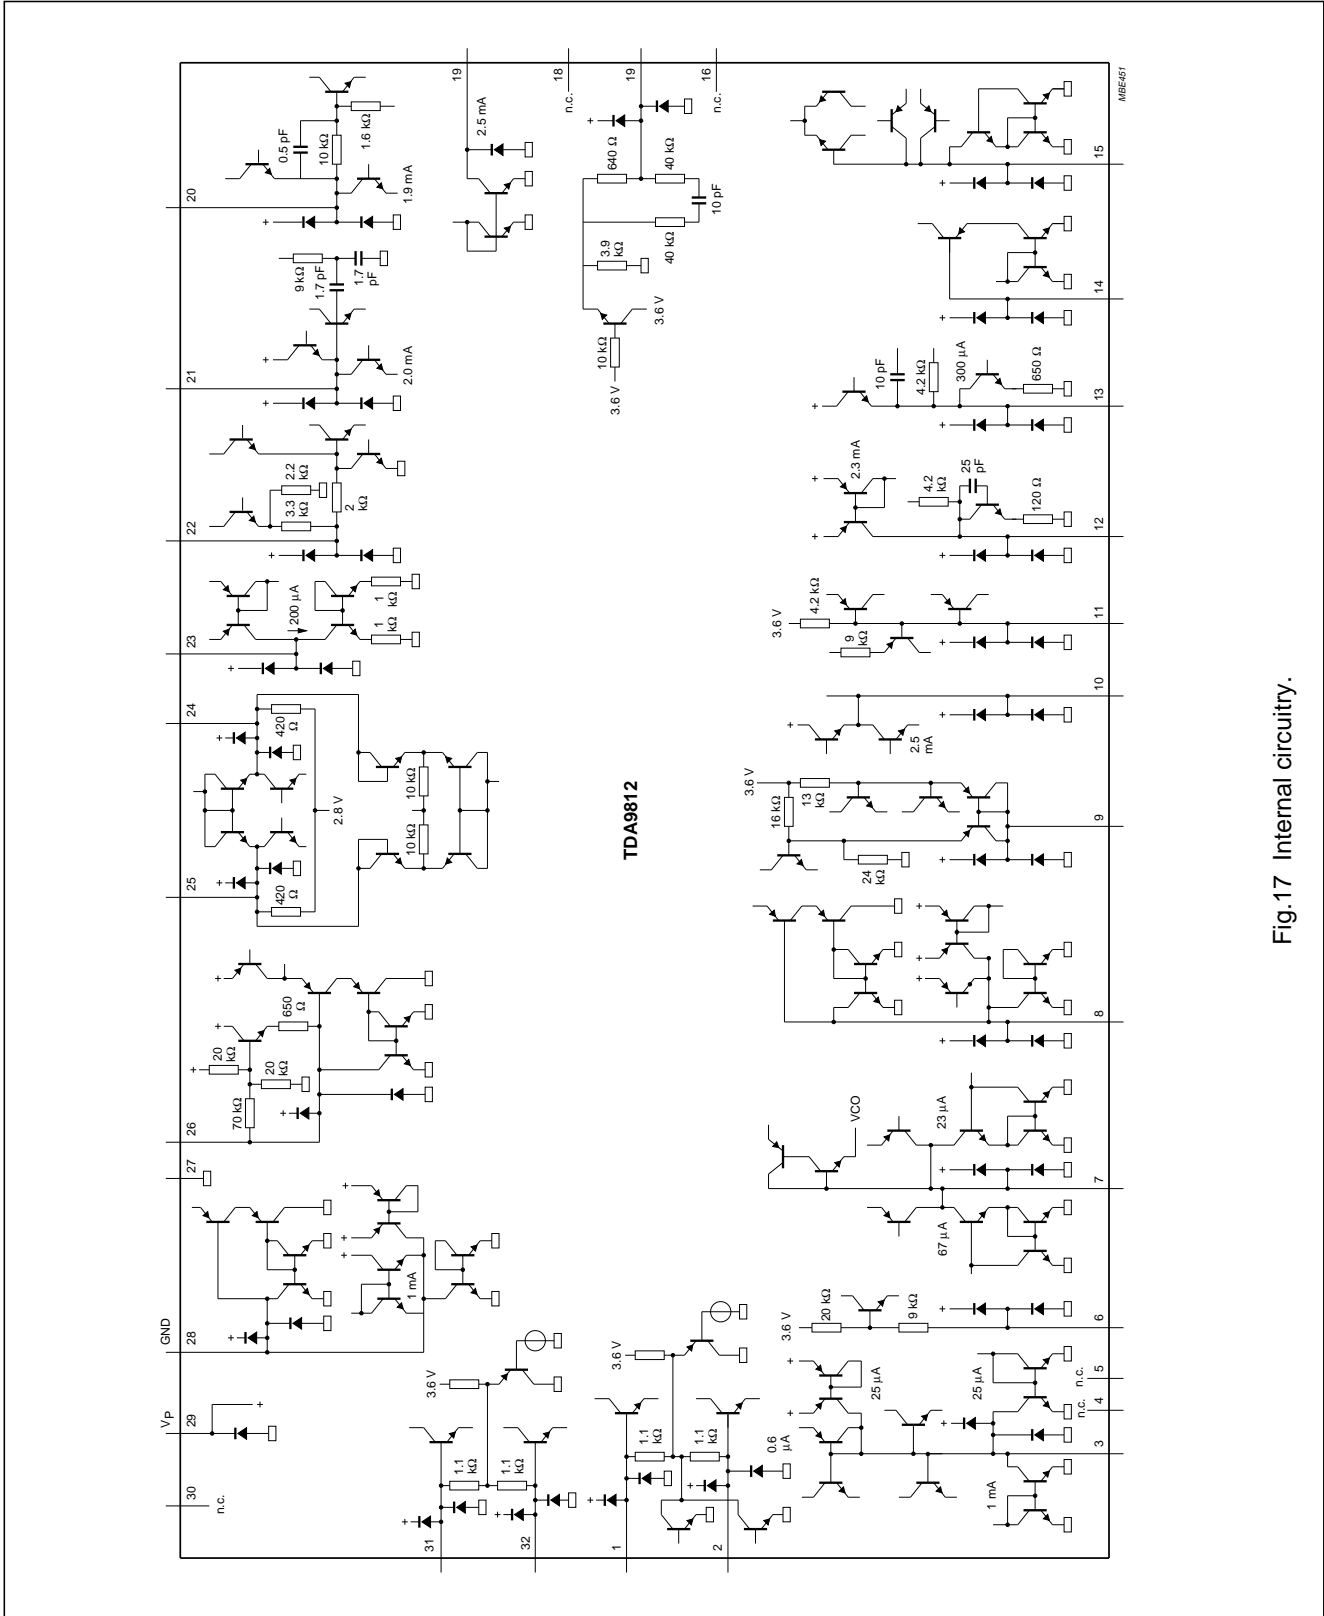 19
2.5 mA
18
n.c.
19
16
n.c.
MBE451
20
0.5 pF
10 kΩ
1.6 kΩ
1.9 mA
+
640 Ω
40 kΩ
10 pF
40 kΩ
3.9
kΩ
3.6 V
10 kΩ
3.6 V
+
15
+
21
9 kΩ
1.7 pF
1.7
pF
+
2.0 mA
+
14
+
22
2.2
kΩ
3.3
kΩ
2
kΩ
+
13
+
10 pF
4.2 kΩ
300 μA
650 Ω
+
23
200 μA
1
kΩ
1
kΩ
+
12
+
+
2.3 mA
4.2
kΩ
25
pF
120 Ω
+
11
3.6 V
4.2 kΩ
9
kΩ
+
24
420
Ω
+
2.8 V
10 kΩ
10 kΩ
25
+
420
Ω
TDA9812
10
+
2.5
mA
+
9
3.6 V
16 kΩ
13
kΩ
24
kΩ
+
26
+
650
Ω
+
20
kΩ
+
20
kΩ
70 kΩ
+
8
+
+
+
+
27
7
VCO
23 μA
+
67 μA
GND
28
+
+
+
+
1 mA
6
3.6 V
20 kΩ
9 kΩ
+
VP
29
+
3.6 V
1.1
kΩ
1.1
kΩ
+
+
31
32
30
n.c.
3.6 V
1.1
kΩ
1.1
kΩ
+
+
0.6
μA
1
2
5
n.c.
4
n.c.
3
+
+
25 μA
25 μA
+
1 mA
Fig.17 Internal circuitry.